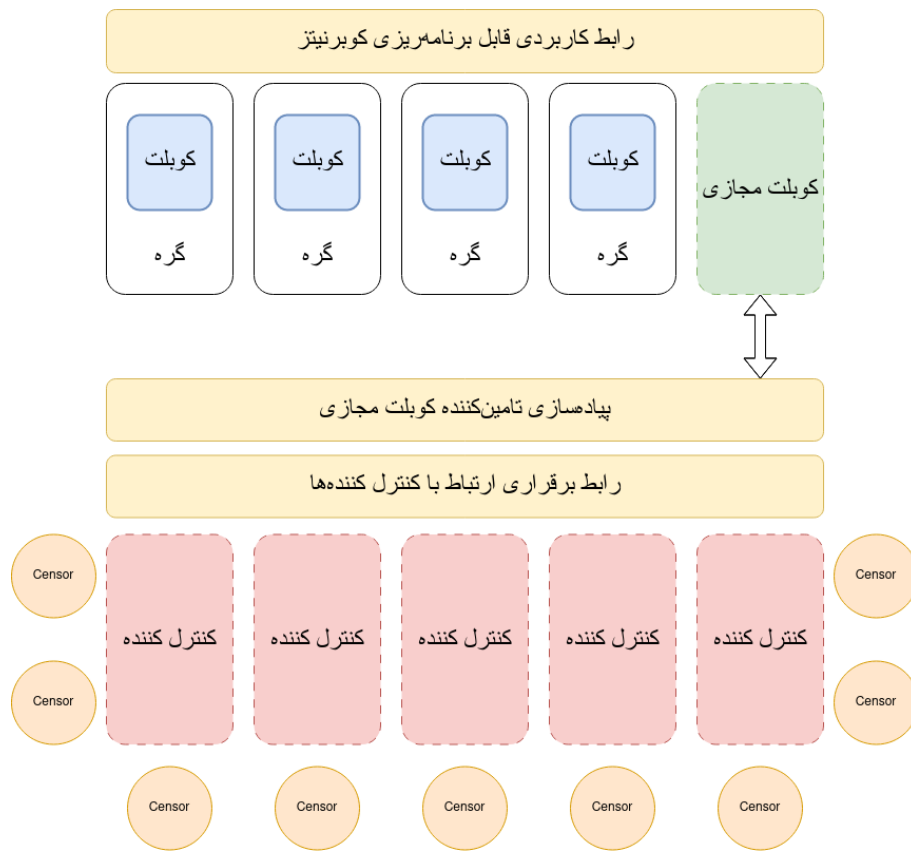 رابط کاربردی قابل برنامه‌ریزی کوبرنیتز
کوبلت
کوبلت
کوبلت
کوبلت
کوبلت مجازی
گره
گره
گره
گره
پیاده‌سازی تامین‌کننده کوبلت مجازی
رابط برقراری ارتباط با کنترل کننده‌ها
Censor
Censor
کنترل کننده
کنترل کننده
کنترل کننده
کنترل کننده
کنترل کننده
Censor
Censor
Censor
Censor
Censor
Censor
Censor